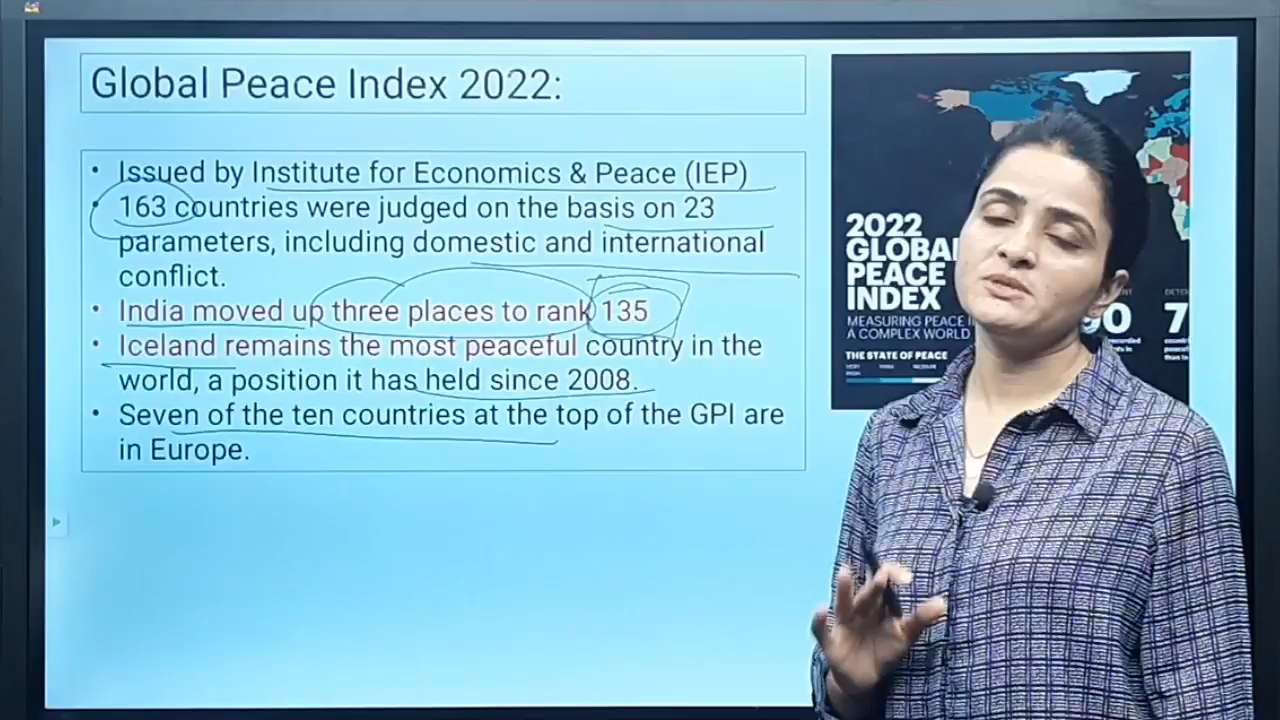 Global Peace Index 2022:
• Issued by Institute for Economics & Peace (IEP)
• 163 countries were judged on the basis on 23
parameters, including domestic and international
conflict.
• India moved up three places to rank 135
• Iceland remains the most peaceful country in the
world, a position it has held since 2008.
• Seven of the ten countries at the top of the GPI are
in Europe.
2022
GLOBAL
PEACE
INDEX
MEASURING PEACE I
A COMPLEX WORLD
THE STATE OF PEACE